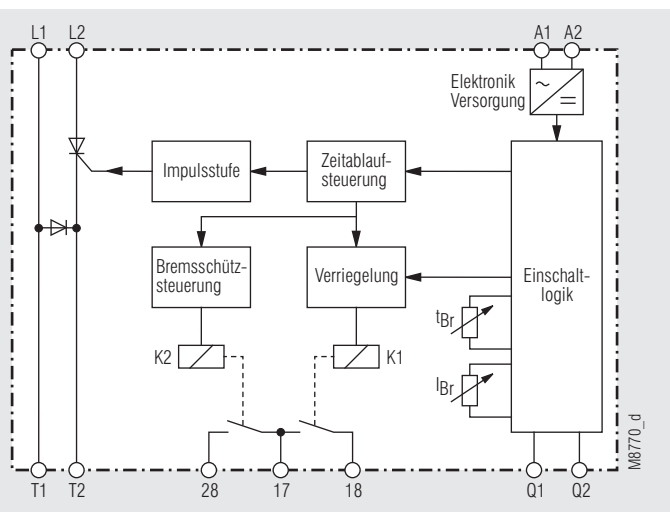 L1 L2 A1 A2
Elektronik
Versorgung
~
=
Impulsstufe
Zeitablauf-
steuerung
Bremsschütz-
steuerung
Verriegelung
Einschalt-
logik
tBr
IBr
K2
K1
M8770_d
T1 T2 28 17 18 Q1 Q2